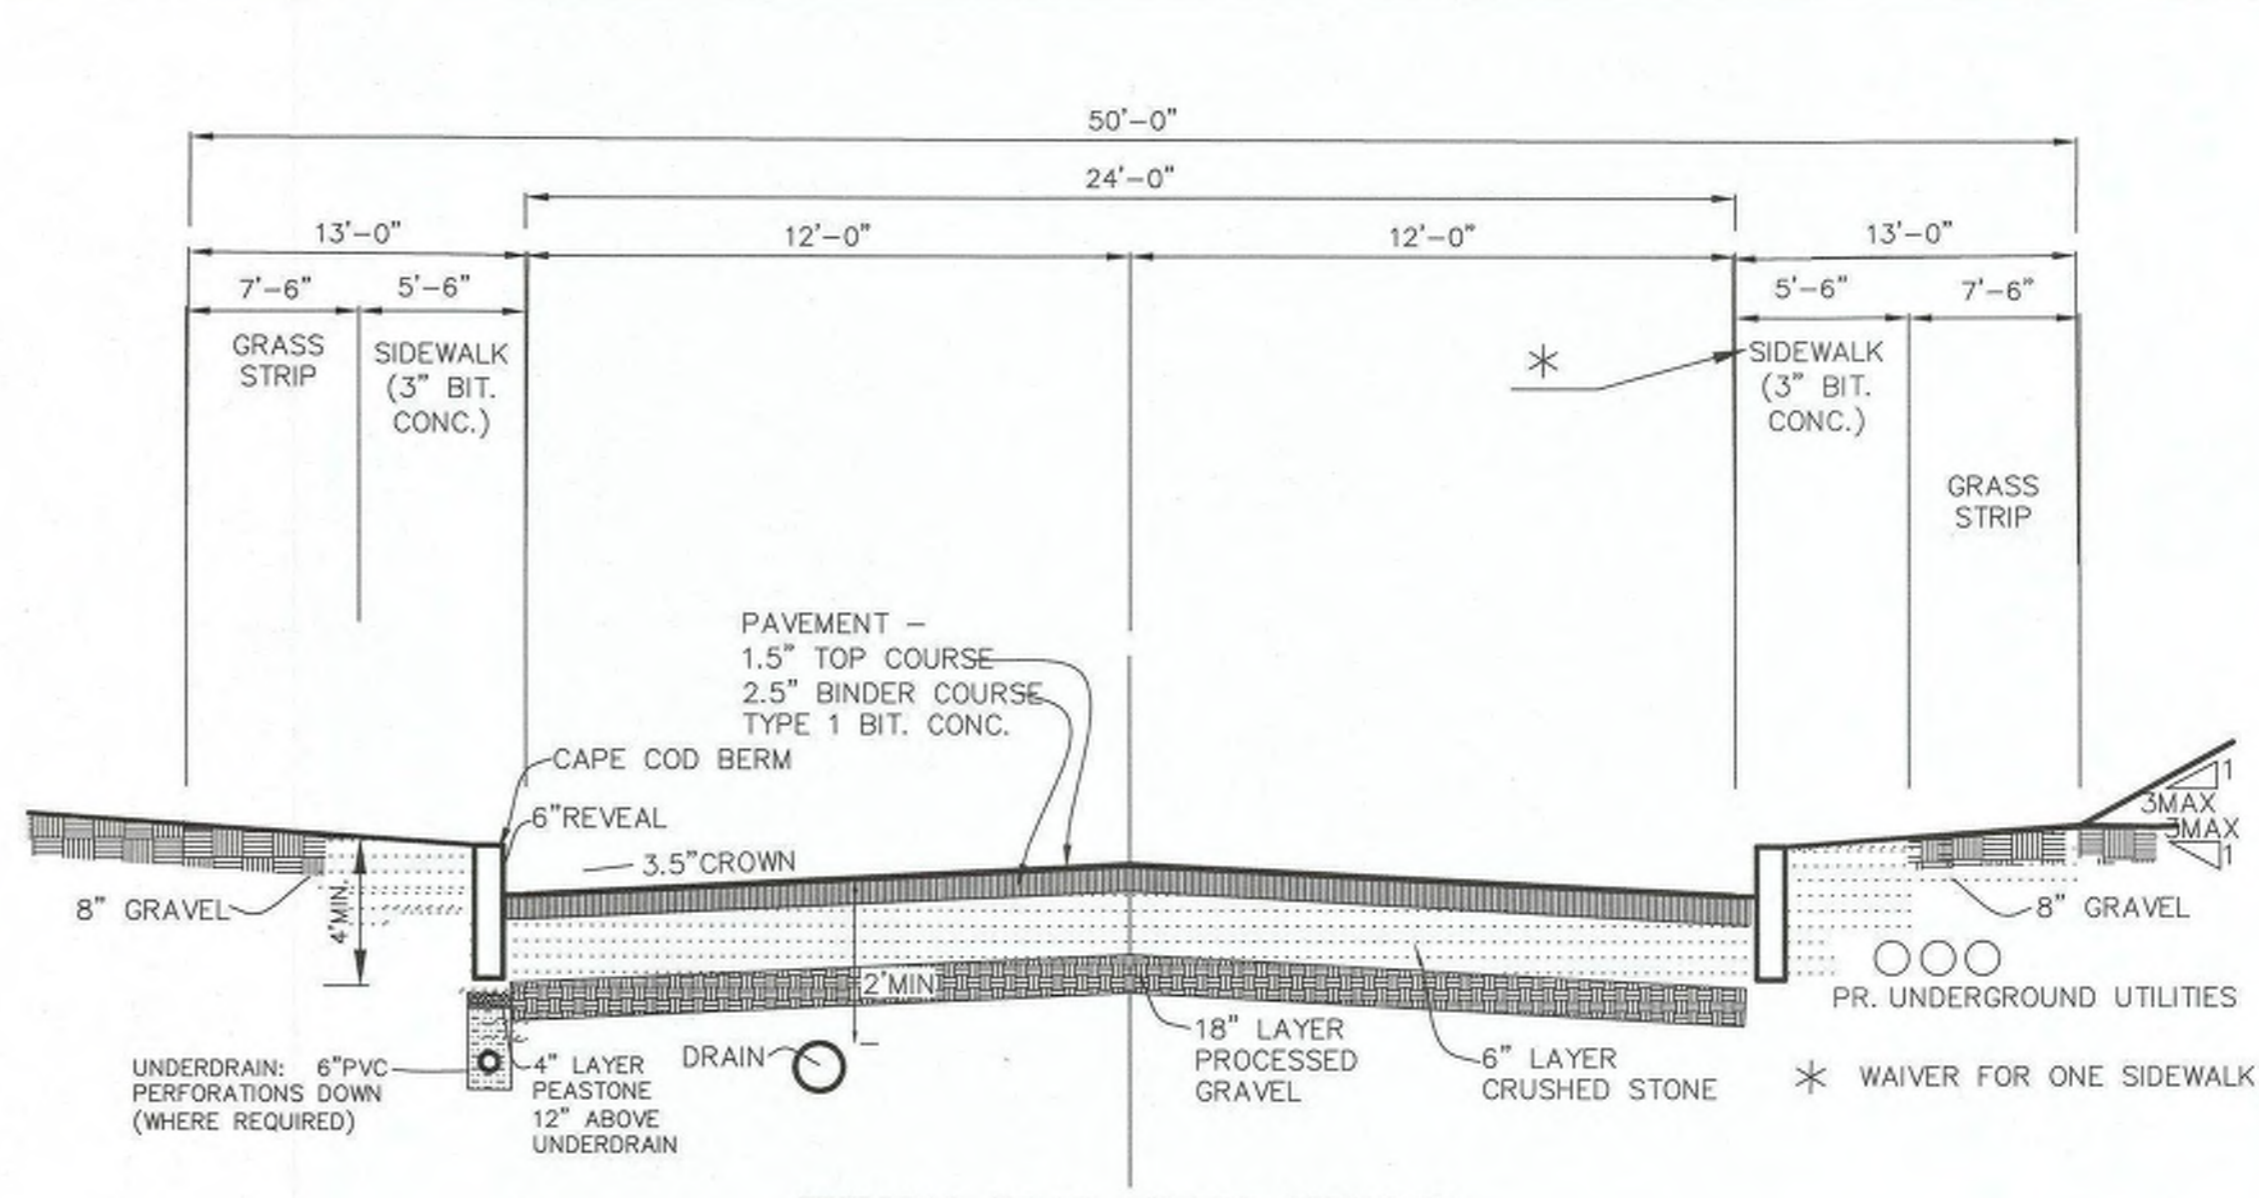 50'-0"
24'-0"
13'-0"
12'-0"
12'-0"
13'-0"
7'-6"
5'-6"
5'-6"
7'-6"
GRASS
STRIP
SIDEWALK
(3" BIT.
CONC.)
*
SIDEWALK
(3" BIT.
CONC.)
GRASS
STRIP
PAVEMENT -
1.5" TOP COURSE
2.5" BINDER COURSE
TYPE 1 BIT. CONC.
CAPE COD BERM
6"REVEAL
3.5"CROWN
1
3MAX
3MAX
1
8" GRAVEL
4'MIN.
8" GRAVEL
2'MIN
PR. UNDERGROUND UTILITIES
18" LAYER
PROCESSED
GRAVEL
6" LAYER
CRUSHED STONE
DRAIN
UNDERDRAIN: 6"PVC
PERFORATIONS DOWN
(WHERE REQUIRED)
4" LAYER
PEASTONE
12" ABOVE
UNDERDRAIN
* WAIVER FOR ONE SIDEWALK